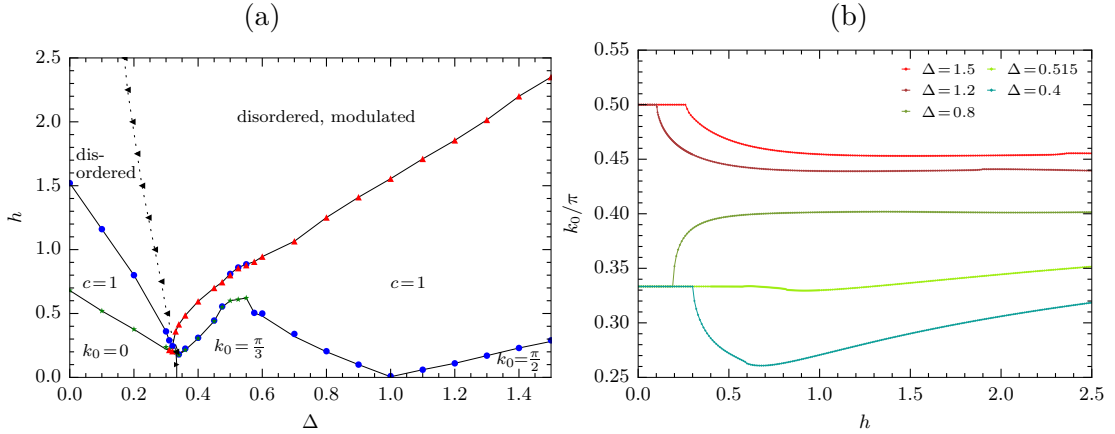 (a)
2.5
2.0
1.5
1.0
0.5
0.0
h
0.0 0.2 0.4 0.6 0.8 1.0 1.2 1.4
Δ
disordered, modulated
dis-
ordered
c=1
c=1
k₀=0
k₀=π/3
k₀=π/2
(b)
0.55
0.50
0.45
0.40
0.35
0.30
0.25
k₀/π
0.0 0.5 1.0 1.5 2.0 2.5
h
Δ=1.5
Δ=1.2
Δ=0.8
Δ=0.515
Δ=0.4